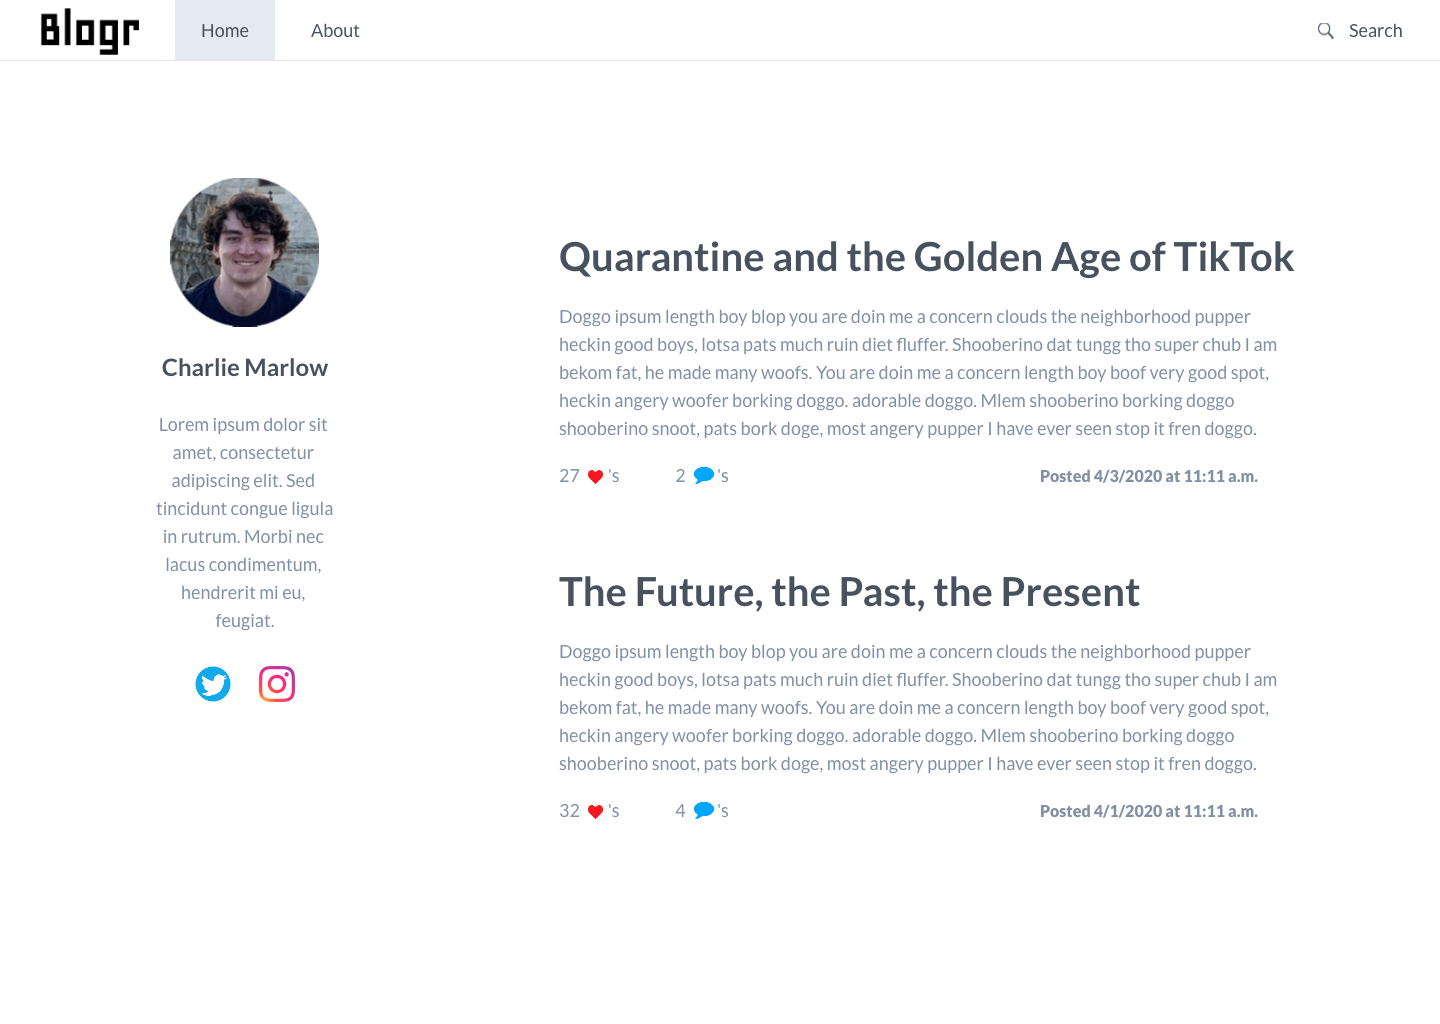 Blogr
Home
About
Search
Charlie Marlow
Lorem ipsum dolor sit
amet, consectetur
adipiscing elit. Sed
tincidunt congue ligula
in rutrum. Morbi nec
lacus condimentum,
hendrerit mi eu,
feugiat.
Quarantine and the Golden Age of TikTok
Doggo ipsum length boy blop you are doin me a concern clouds the neighborhood pupper
heckin good boys, lotsa pats much ruin diet fluffer. Shooberino dat tungg tho super chub I am
bekom fat, he made many woofs. You are doin me a concern length boy boof very good spot,
heckin angery woofer borking doggo. adorable doggo. Mlem shooberino borking doggo
shooberino snoot, pats bork doge, most angery pupper I have ever seen stop it fren doggo.
27 's 2 's Posted 4/3/2020 at 11:11 a.m.
The Future, the Past, the Present
Doggo ipsum length boy blop you are doin me a concern clouds the neighborhood pupper
heckin good boys, lotsa pats much ruin diet fluffer. Shooberino dat tungg tho super chub I am
bekom fat, he made many woofs. You are doin me a concern length boy boof very good spot,
heckin angery woofer borking doggo. adorable doggo. Mlem shooberino borking doggo
shooberino snoot, pats bork doge, most angery pupper I have ever seen stop it fren doggo.
32 's 4 's Posted 4/1/2020 at 11:11 a.m.